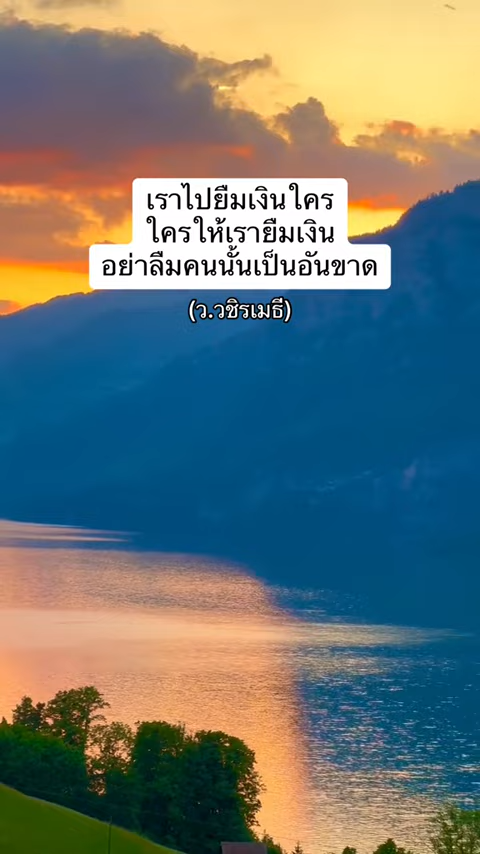 เราไปยืมเงินใคร
ใครให้เรายืมเงิน
อย่าลืมคนนั้นเป็นอันขาด
(ว.วชิรเมธี)